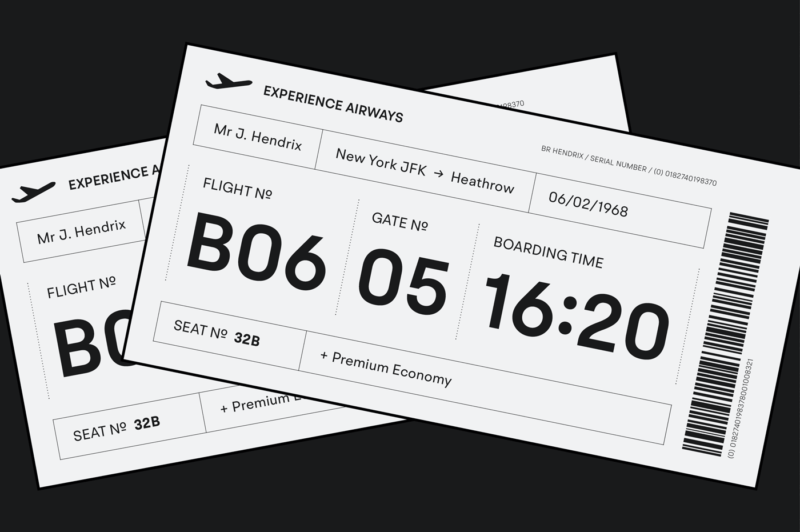 EXPERIENCE AIRWAYS
BR HENDRIX / SERIAL NUMBER / (0) 0182740198370
Mr J. Hendrix
New York JFK → Heathrow
06/02/1968
FLIGHT Nº
GATE Nº
BOARDING TIME
B06
05
16:20
SEAT Nº 32B
+ Premium Economy
(0) 0182740198378001008321
EXPERIENCE A
Mr J. Hendrix
FLIGHT Nº
B0
SEAT Nº 32B
+ Premium E
98370